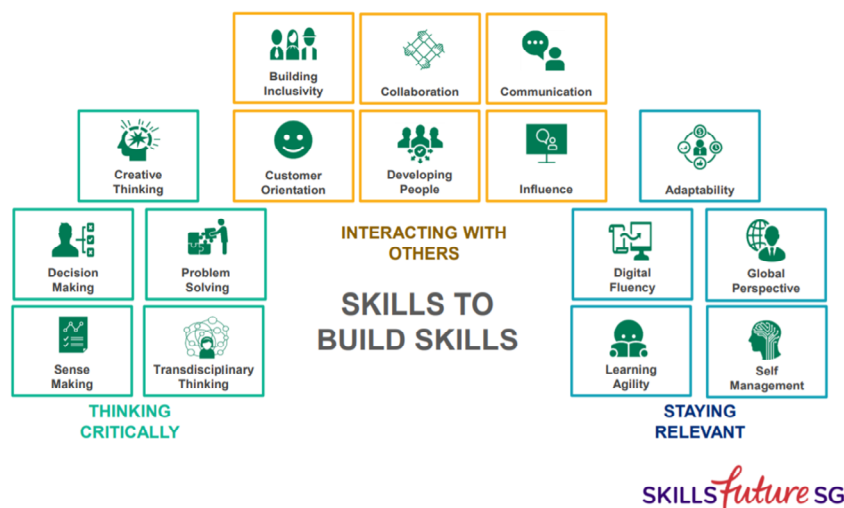 Building
Inclusivity
Collaboration
Communication
Creative
Thinking
Customer
Orientation
Developing
People
Influence
Adaptability
INTERACTING WITH
OTHERS
Decision
Making
Problem
Solving
Digital
Fluency
Global
Perspective
SKILLS TO
BUILD SKILLS
Sense
Making
Transdisciplinary
Thinking
Learning
Agility
Self
Management
THINKING
CRITICALLY
STAYING
RELEVANT
SKILLS future SG